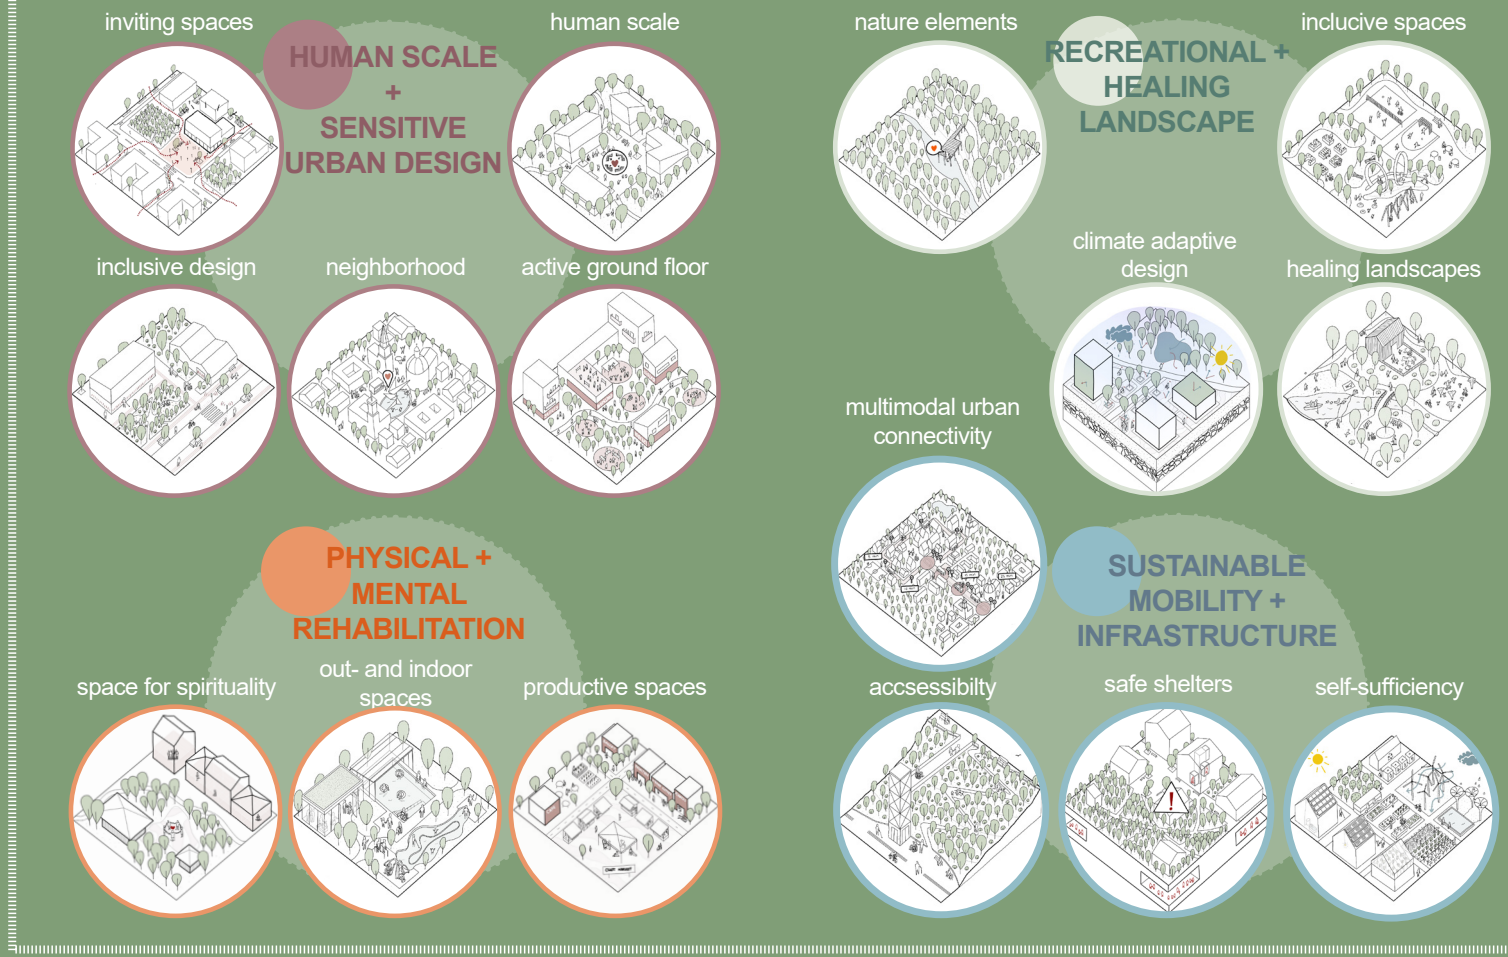 inviting spaces
human scale
HUMAN SCALE
+
SENSITIVE
URBAN DESIGN
inclusive design
neighborhood
active ground floor
nature elements
inclucive spaces
RECREATIONAL +
HEALING
LANDSCAPE
climate adaptive
design
healing landscapes
PHYSICAL +
MENTAL
REHABILITATION
space for spirituality
out- and indoor
spaces
productive spaces
multimodal urban
connectivity
SUSTAINABLE
MOBILITY +
INFRASTRUCTURE
accsessibilty
safe shelters
!
self-sufficiency